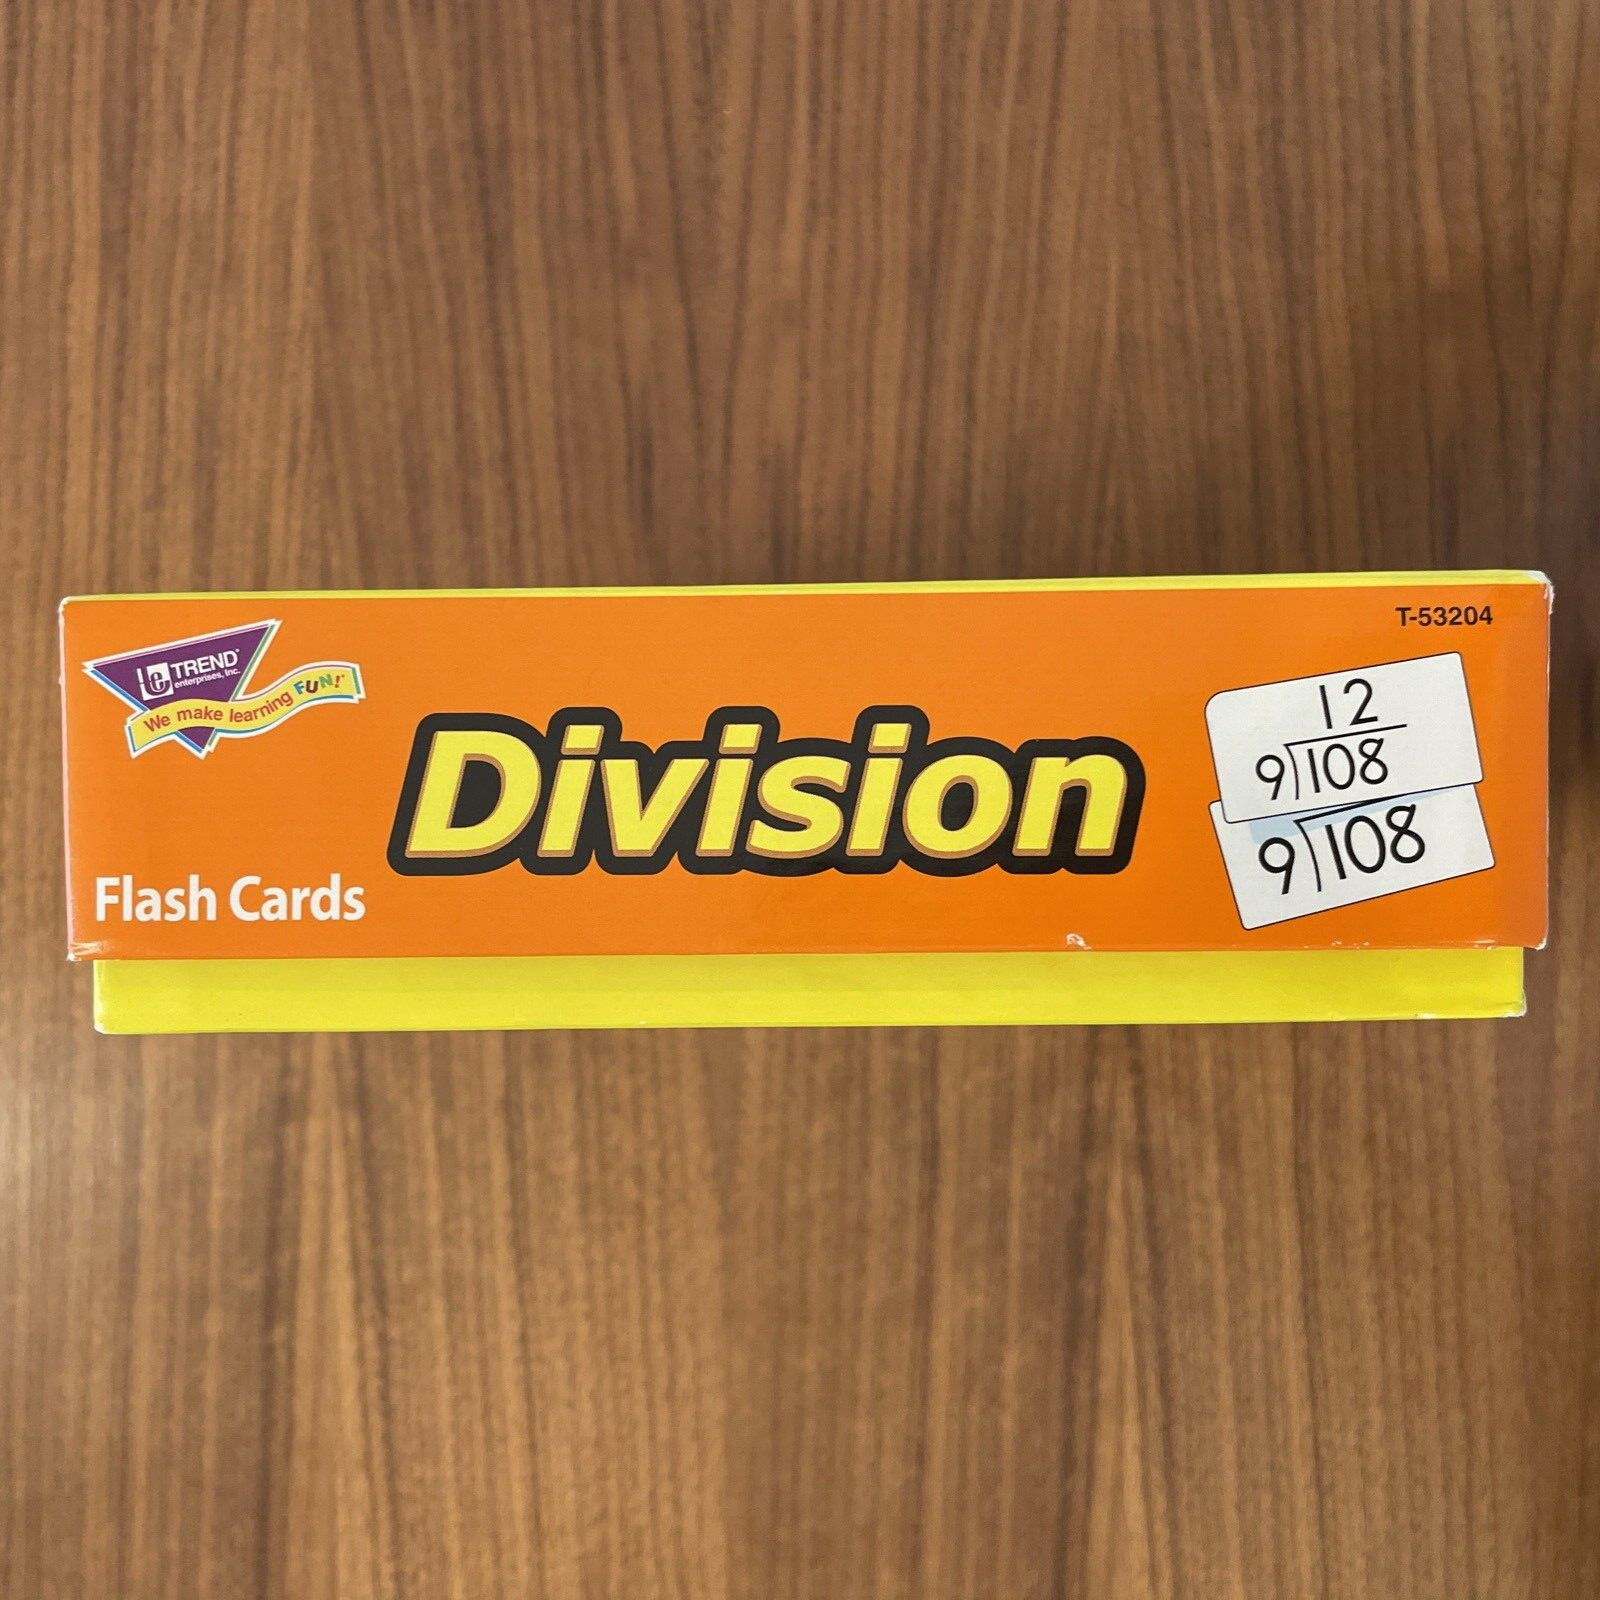 TREND
enterprises, Inc.
We make learning FUN!
T-53204
Division
Flash Cards
12
9)108
9)108